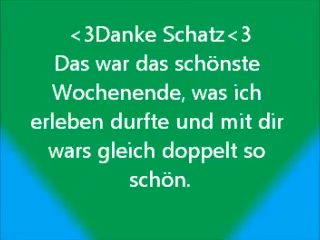 <3Danke Schatz<3
Das war das schönste
Wochenende, was ich
erleben durfte und mit dir
wars gleich doppelt so
schön.